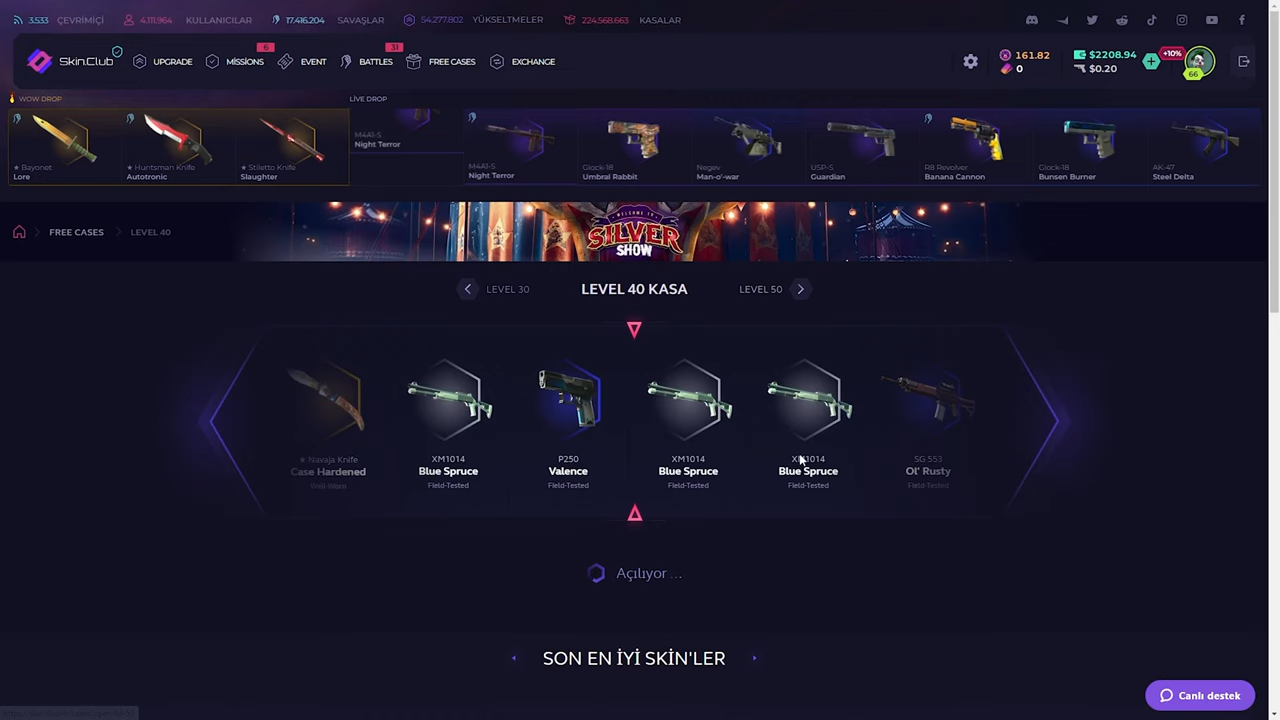 3.533 ÇEVRİMİÇİ 4.111.964 KULLANICILAR 17.416.204 SAVAŞLAR 54.277.802 YÜKSELTMELER 224.568.663 KASALAR
Skin.Club UPGRADE MISSIONS 6 EVENT BATTLES 31 FREE CASES EXCHANGE
161.82 $2208.94 +10%
0 $0.20 66
WOW DROP LIVE DROP
★ Bayonet
Lore
★ Huntsman Knife
Autotronic
★ Stiletto Knife
Slaughter
M4A1-S
Night Terror
M4A1-S
Night Terror
Glock-18
Umbral Rabbit
Negev
Man-o'-war
USP-S
Guardian
R8 Revolver
Banana Cannon
Glock-18
Bunsen Burner
AK-47
Steel Delta
WELCOME TO
SILVER
SHOW
FREE CASES LEVEL 40
LEVEL 30 LEVEL 40 KASA LEVEL 50
★ Navaja Knife
Case Hardened
Well-Worn
XM1014
Blue Spruce
Field-Tested
P250
Valence
Field-Tested
XM1014
Blue Spruce
Field-Tested
XM1014
Blue Spruce
Field-Tested
SG 553
Ol' Rusty
Field-Tested
Açılıyor ...
SON EN İYİ SKİN'LER
Canlı destek